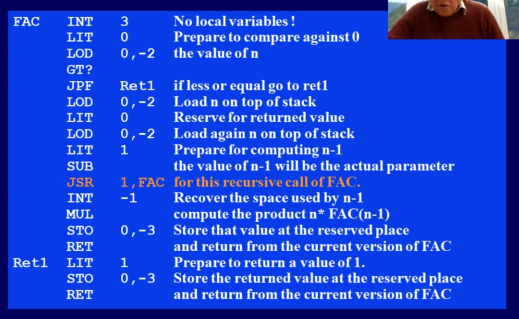 FAC INT 3 No local variables !
LIT 0 Prepare to compare against 0
LOD 0,-2 the value of n
GT?
JPF Ret1 if less or equal go to ret1
LOD 0,-2 Load n on top of stack
LIT 0 Reserve for returned value
LOD 0,-2 Load again n on top of stack
LIT 1 Prepare for computing n-1
SUB the value of n-1 will be the actual parameter
JSR 1,FAC for this recursive call of FAC.
INT -1 Recover the space used by n-1
MUL compute the product n* FAC(n-1)
STO 0,-3 Store that value at the reserved place
RET and return from the current version of FAC
Ret1 LIT 1 Prepare to return a value of 1.
STO 0,-3 Store the returned value at the reserved place
RET and return from the current version of FAC